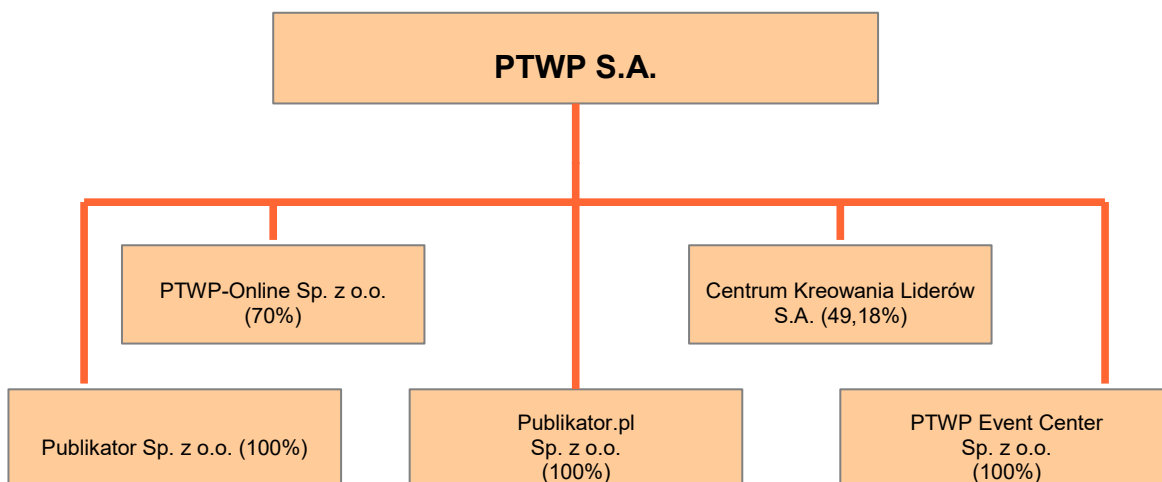 PTWP S.A.
PTWP-Online Sp. z o.o.
(70%)
Centrum Kreowania Liderów
S.A. (49,18%)
Publikator Sp. z o.o. (100%)
Publikator.pl
Sp. z o.o.
(100%)
PTWP Event Center
Sp. z o.o.
(100%)